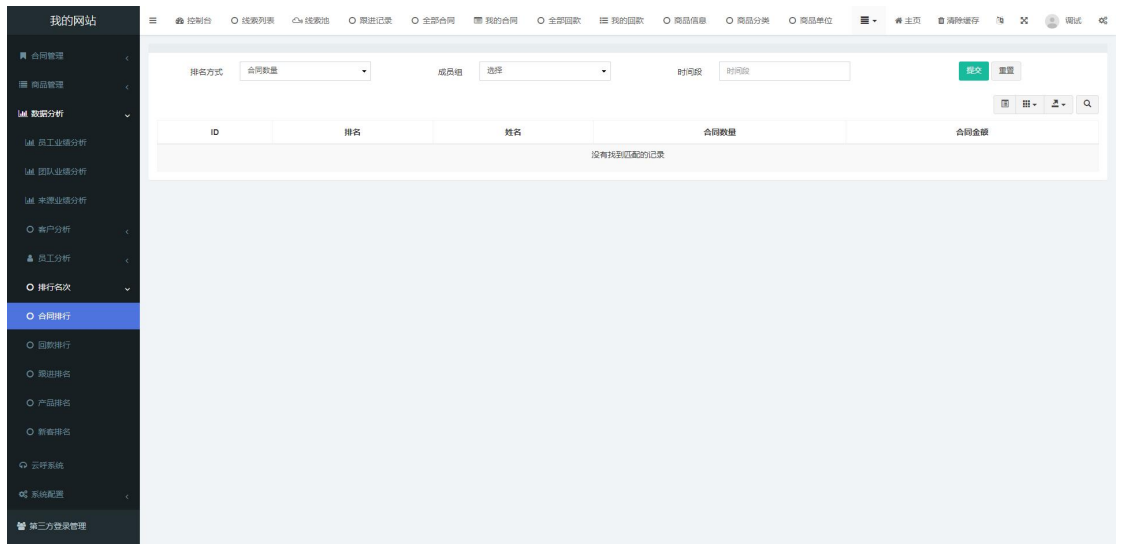 我的网站
控制台 线索列表 线索池 跟进记录 全部合同 我的合同 全部回款 我的回款 商品信息 商品分类 商品单位 主页 清除缓存 调试
合同管理
商品管理
数据分析
员工业绩分析
团队业绩分析
来源业绩分析
客户分析
员工分析
排行名次
合同排行
回款排行
跟进排名
产品排名
新客排名
云呼系统
系统配置
第三方登录管理
排名方式 合同数量 成员组 选择 时间段 时间段 提交 重置
ID 排名 姓名 合同数量 合同金额
没有找到匹配的记录